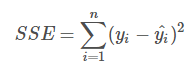 $SSE = \sum_{i=1}^{n} (y_i - \hat{y_i})^2$